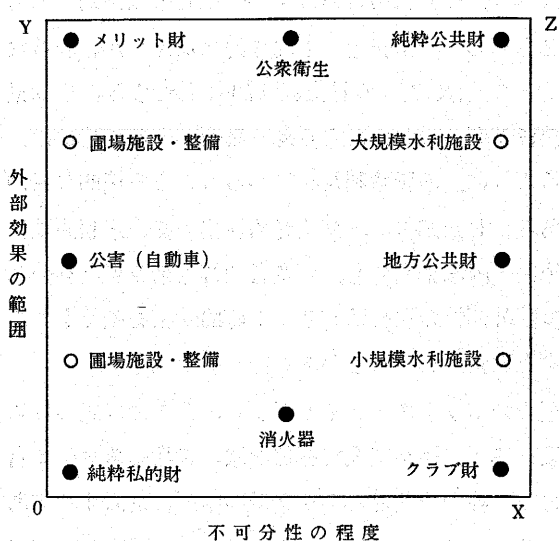 Y
Z
メリット財
純粋公共財
公衆衛生
圃場施設・整備
大規模水利施設
外部効果の範囲
公害（自動車）
地方公共財
圃場施設・整備
小規模水利施設
消火器
純粋私的財
クラブ財
0
X
不可分性の程度